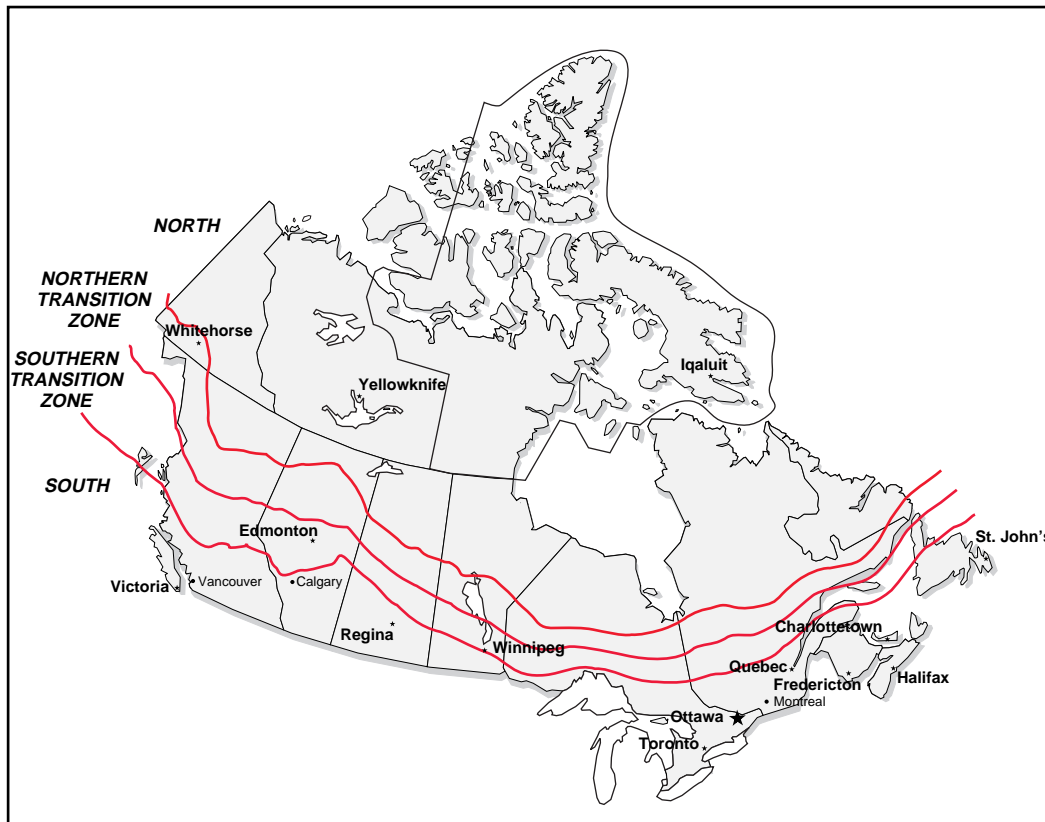 NORTH
NORTHERN
TRANSITION
ZONE
Whitehorse
SOUTHERN
TRANSITION
ZONE
Yellowknife
Iqaluit
SOUTH
Edmonton
St. John's
Victoria
Vancouver
Calgary
Regina
Winnipeg
Charlottetown
Quebec
Fredericton
Halifax
Montreal
Ottawa
Toronto